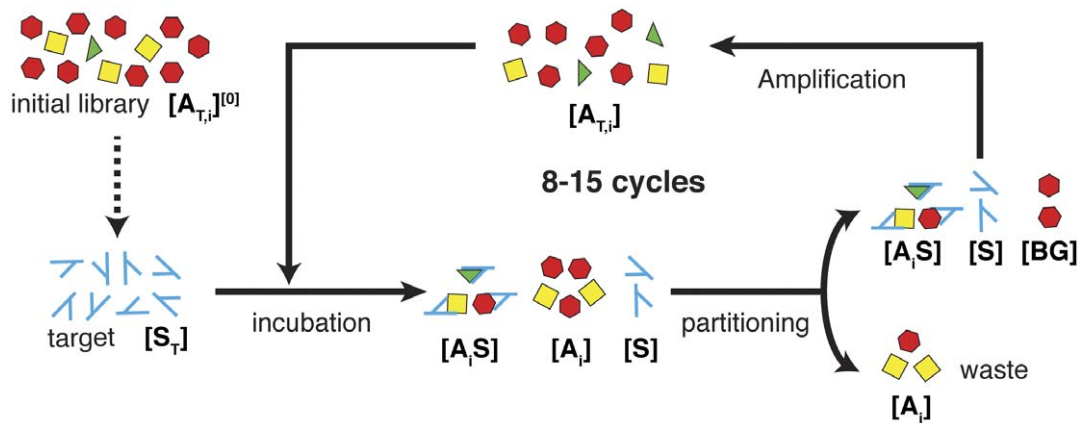 initial library [A_T,i]^[0]
target [S_T]
incubation
[A_iS] [A_i] [S]
[A_T,i]
8-15 cycles
Amplification
partitioning
[A_iS] [S] [BG]
waste
[A_i]